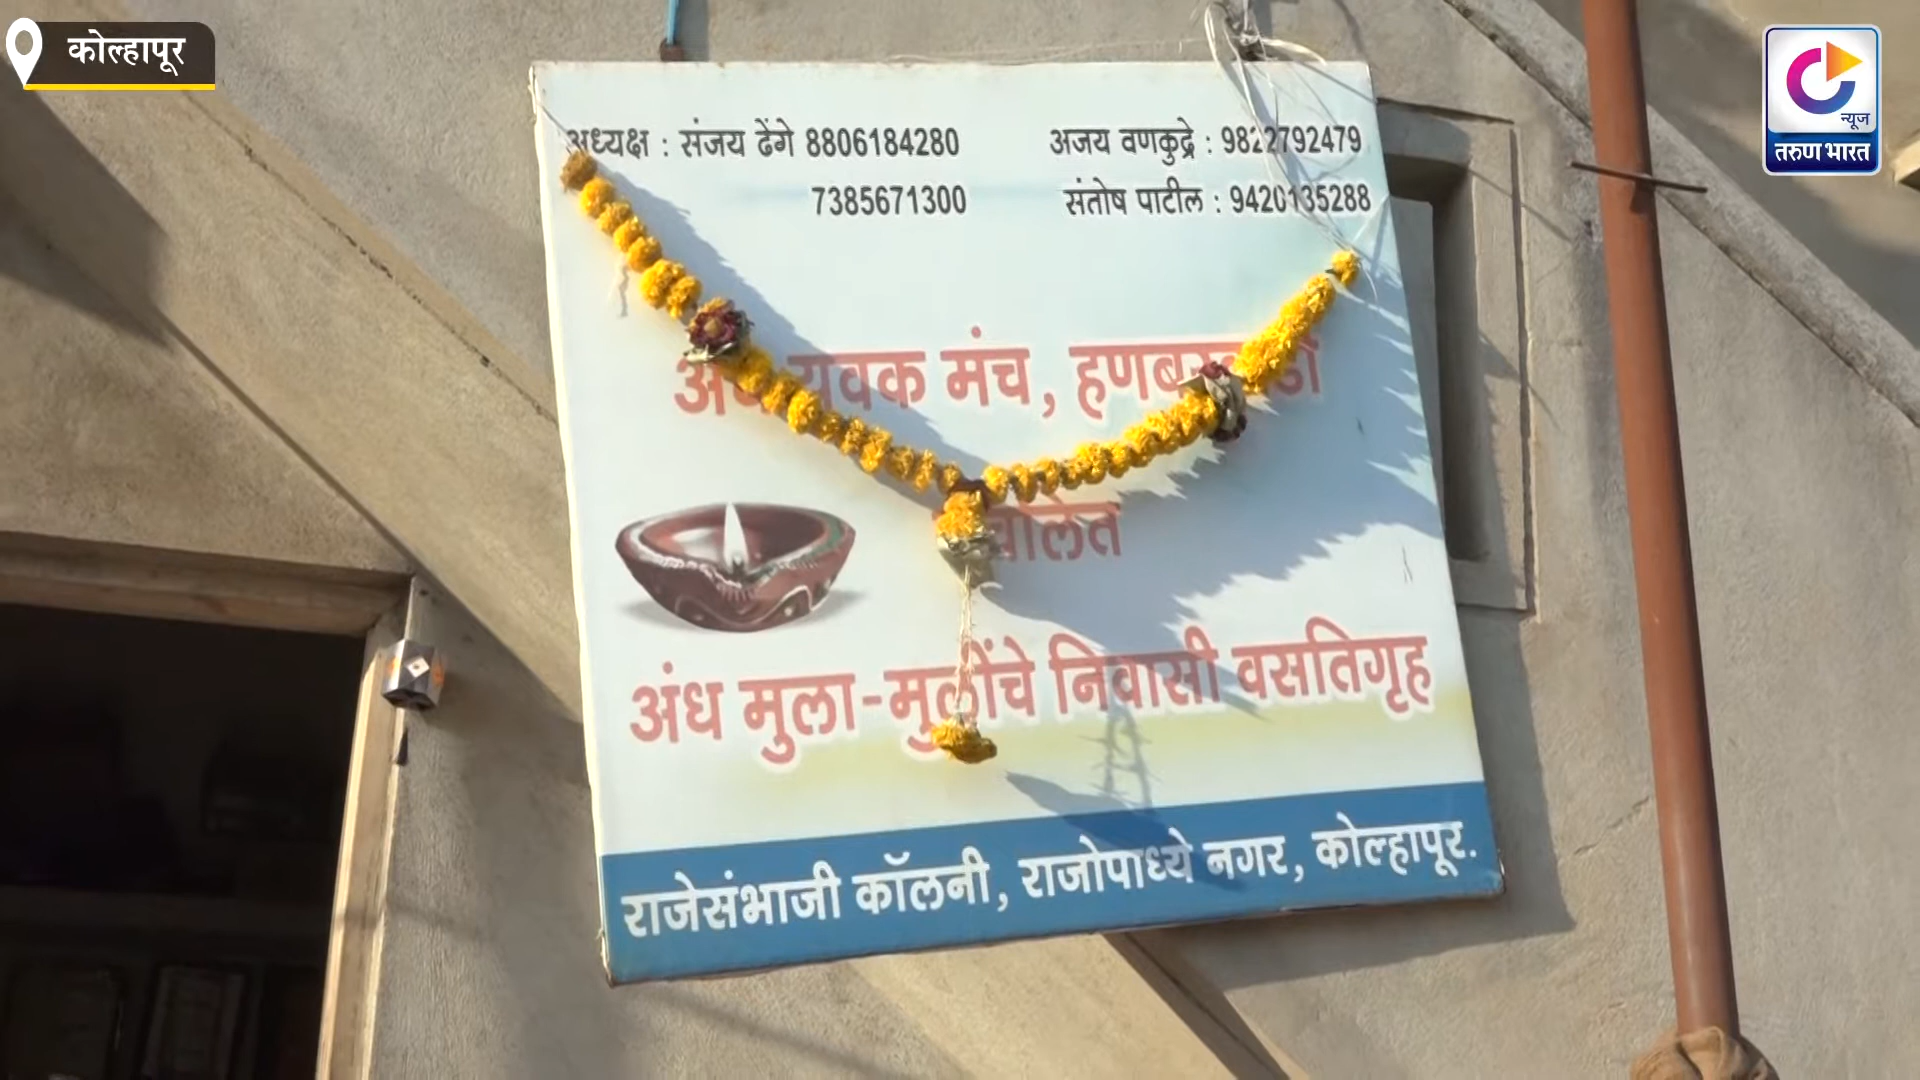 कोल्हापूर
न्यूज
तरुण भारत
अध्यक्ष : संजय ढेंगे 8806184280
अजय वणकुद्रे : 9822792479
7385671300
संतोष पाटील : 9420135288
मंच,
अंध मुला-मुलींचे निवासी वसतिगृह
राजेसंभाजी कॉलनी, राजोपाध्ये नगर, कोल्हापूर.